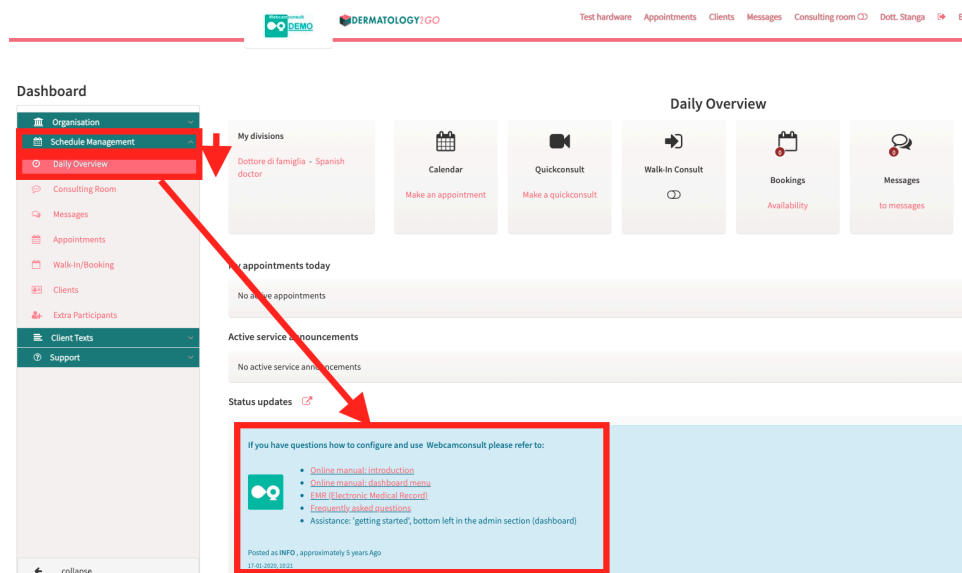 Webcamconsult
DEMO
DERMATOLOGY2GO
Test hardware Appointments Clients Messages Consulting room Dott. Stanga
Dashboard
Organisation
Schedule Management
Daily Overview
Consulting Room
Messages
Appointments
Walk-In/Booking
Clients
Extra Participants
Client Texts
Support
collapse
Daily Overview
My divisions
Dottore di famiglia - Spanish
doctor
Calendar
Make an appointment
Quickconsult
Make a quickconsult
Walk-In Consult
0
Bookings
Availability
0
Messages
to messages
My appointments today
No active appointments
Active service announcements
No active service announcements
Status updates
If you have questions how to configure and use Webcamconsult please refer to:
• Online manual: introduction
• Online manual: dashboard menu
• EMR (Electronic Medical Record)
• Frequently asked questions
• Assistance: 'getting started', bottom left in the admin section (dashboard)
Posted as INFO , approximately 5 years Ago
17-01-2020, 10:21